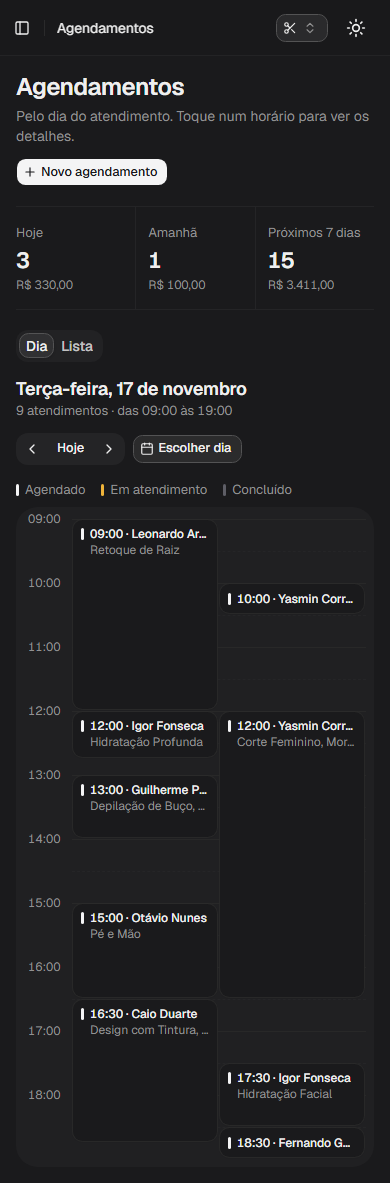 Agendamentos
Agendamentos
Pelo dia do atendimento. Toque num horário para ver os
detalhes.
+ Novo agendamento
Hoje
3
R$ 330,00
Amanhã
1
R$ 100,00
Próximos 7 dias
15
R$ 3.411,00
Dia
Lista
Terça-feira, 17 de novembro
9 atendimentos · das 09:00 às 19:00
Hoje
Escolher dia
Agendado
Em atendimento
Concluído
09:00
09:00 · Leonardo Ar...
Retoque de Raiz
10:00
10:00 · Yasmin Corr...
11:00
12:00
12:00 · Igor Fonseca
Hidratação Profunda
12:00 · Yasmin Corr...
Corte Feminino, Mor...
13:00
13:00 · Guilherme P...
Depilação de Buço, ...
14:00
15:00
15:00 · Otávio Nunes
Pé e Mão
16:00
16:30 · Caio Duarte
Design com Tintura, ...
17:00
17:30 · Igor Fonseca
Hidratação Facial
18:00
18:30 · Fernando G...